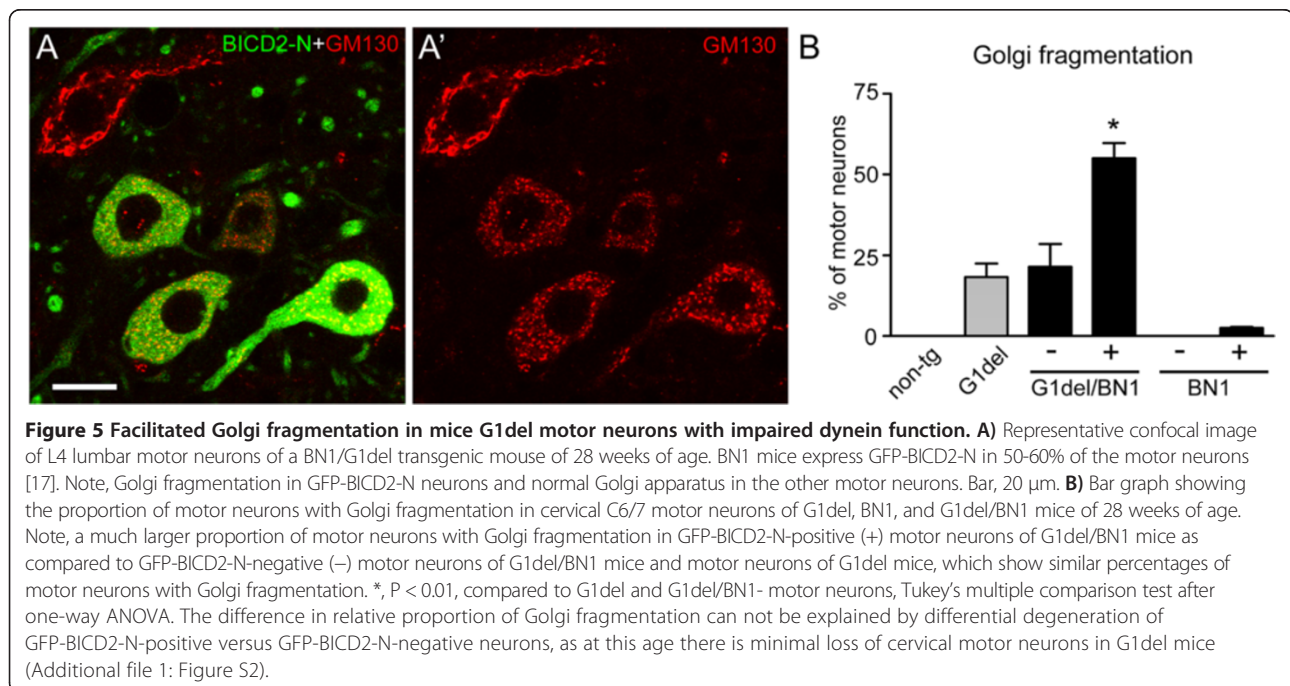 A
BICD2-N+GM130
A'
GM130
B
Golgi fragmentation
% of motor neurons
75
50
25
0
*
non-tg
G1del
-
+
-
+
G1del/BN1
BN1
Figure 5 Facilitated Golgi fragmentation in mice G1del motor neurons with impaired dynein function. A) Representative confocal image
of L4 lumbar motor neurons of a BN1/G1del transgenic mouse of 28 weeks of age. BN1 mice express GFP-BICD2-N in 50-60% of the motor neurons
[17]. Note, Golgi fragmentation in GFP-BICD2-N neurons and normal Golgi apparatus in the other motor neurons. Bar, 20 μm. B) Bar graph showing
the proportion of motor neurons with Golgi fragmentation in cervical C6/7 motor neurons of G1del, BN1, and G1del/BN1 mice of 28 weeks of age.
Note, a much larger proportion of motor neurons with Golgi fragmentation in GFP-BICD2-N-positive (+) motor neurons of G1del/BN1 mice as
compared to GFP-BICD2-N-negative (−) motor neurons of G1del/BN1 mice and motor neurons of G1del mice, which show similar percentages of
motor neurons with Golgi fragmentation. *, P < 0.01, compared to G1del and G1del/BN1- motor neurons, Tukey's multiple comparison test after
one-way ANOVA. The difference in relative proportion of Golgi fragmentation can not be explained by differential degeneration of
GFP-BICD2-N-positive versus GFP-BICD2-N-negative neurons, as at this age there is minimal loss of cervical motor neurons in G1del mice
(Additional file 1: Figure S2).